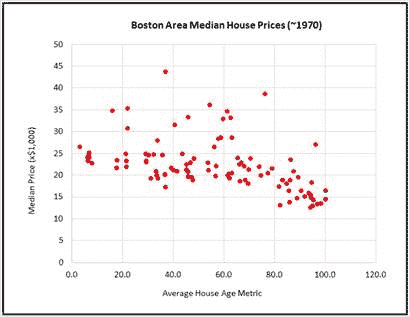 Boston Area Median House Prices (~1970)
50
45
40
35
30
25
20
15
10
5
0
Median Price (x$1,000)
0.0 20.0 40.0 60.0 80.0 100.0 120.0
Average House Age Metric